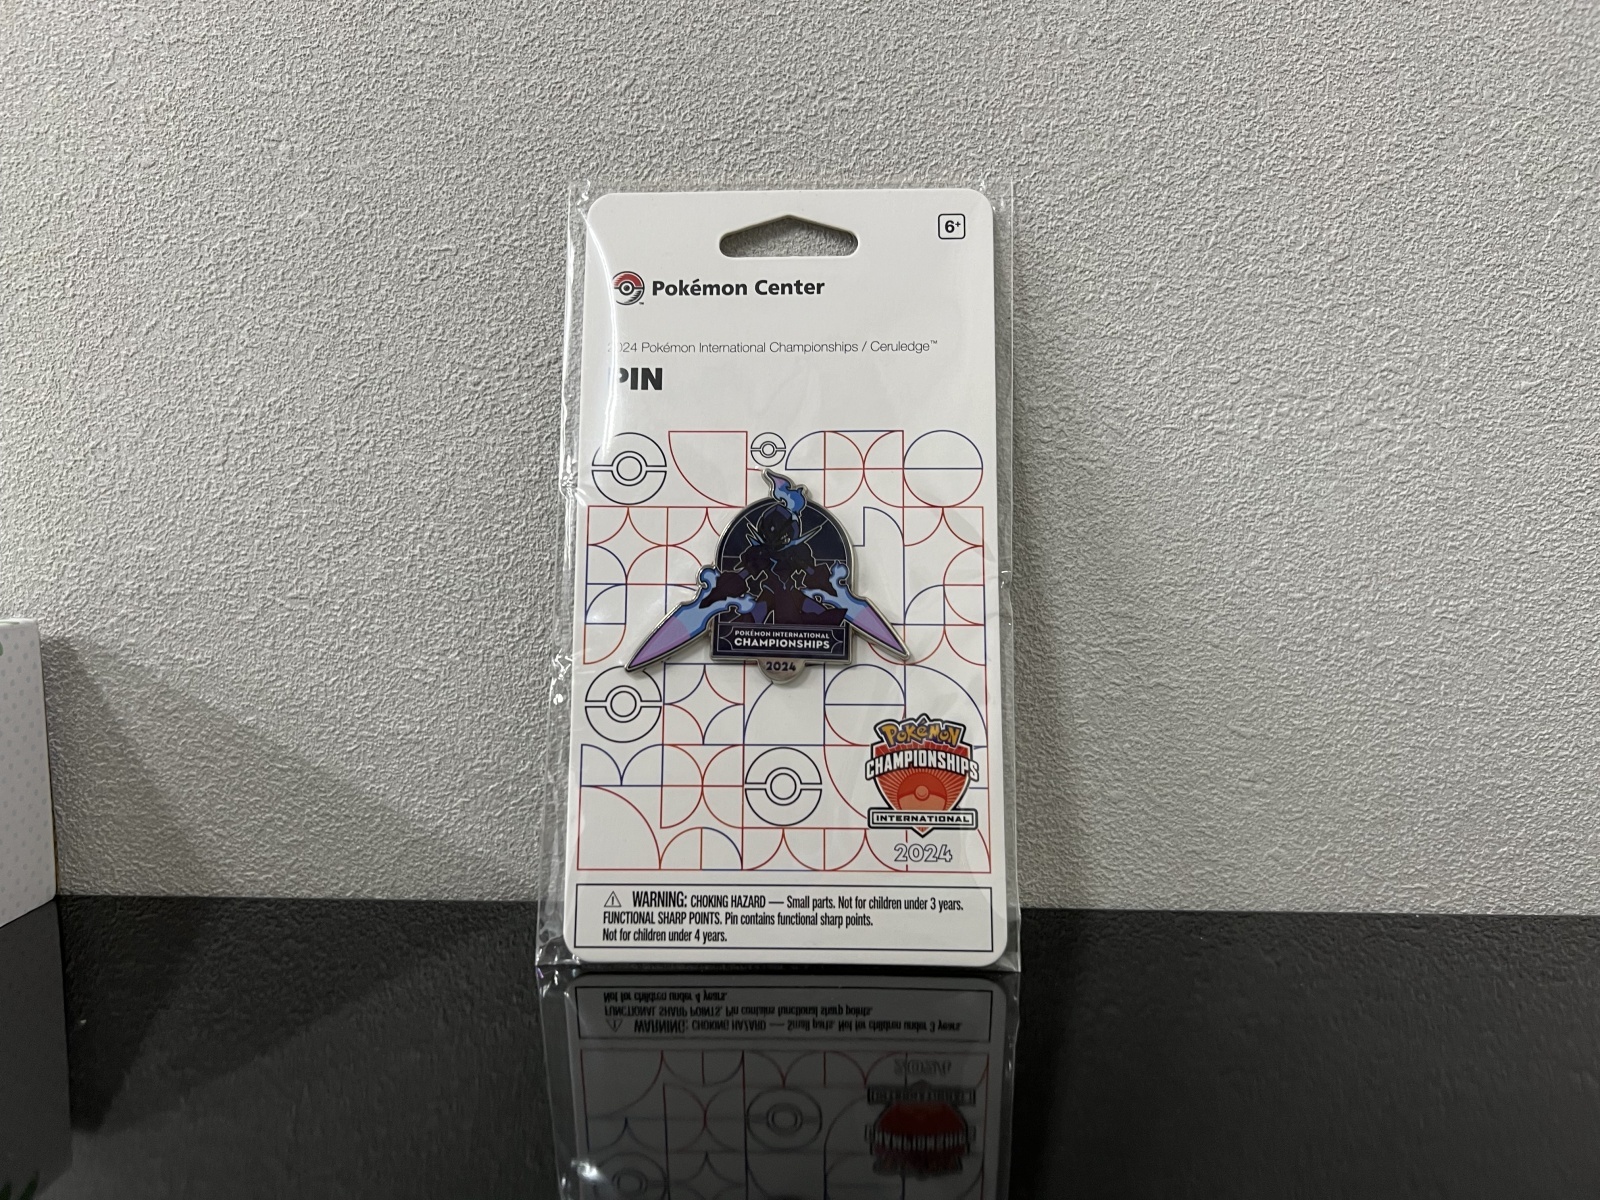 6+
Pokémon Center
2024 Pokémon International Championships / Ceruledge™
PIN
POKÉMON INTERNATIONAL
CHAMPIONSHIPS
2024
POKéMON
CHAMPIONSHIPS
INTERNATIONAL
2024
⚠ WARNING: CHOKING HAZARD — Small parts. Not for children under 3 years.
FUNCTIONAL SHARP POINTS. Pin contains functional sharp points.
Not for children under 4 years.